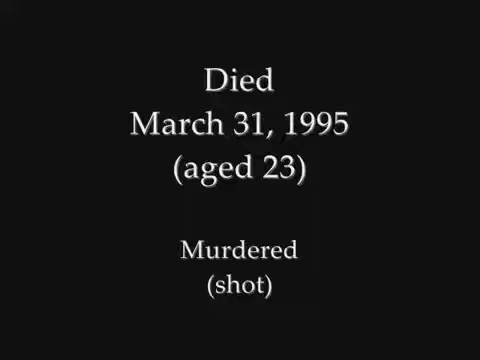 Died
March 31, 1995
(aged 23)
Murdered
(shot)